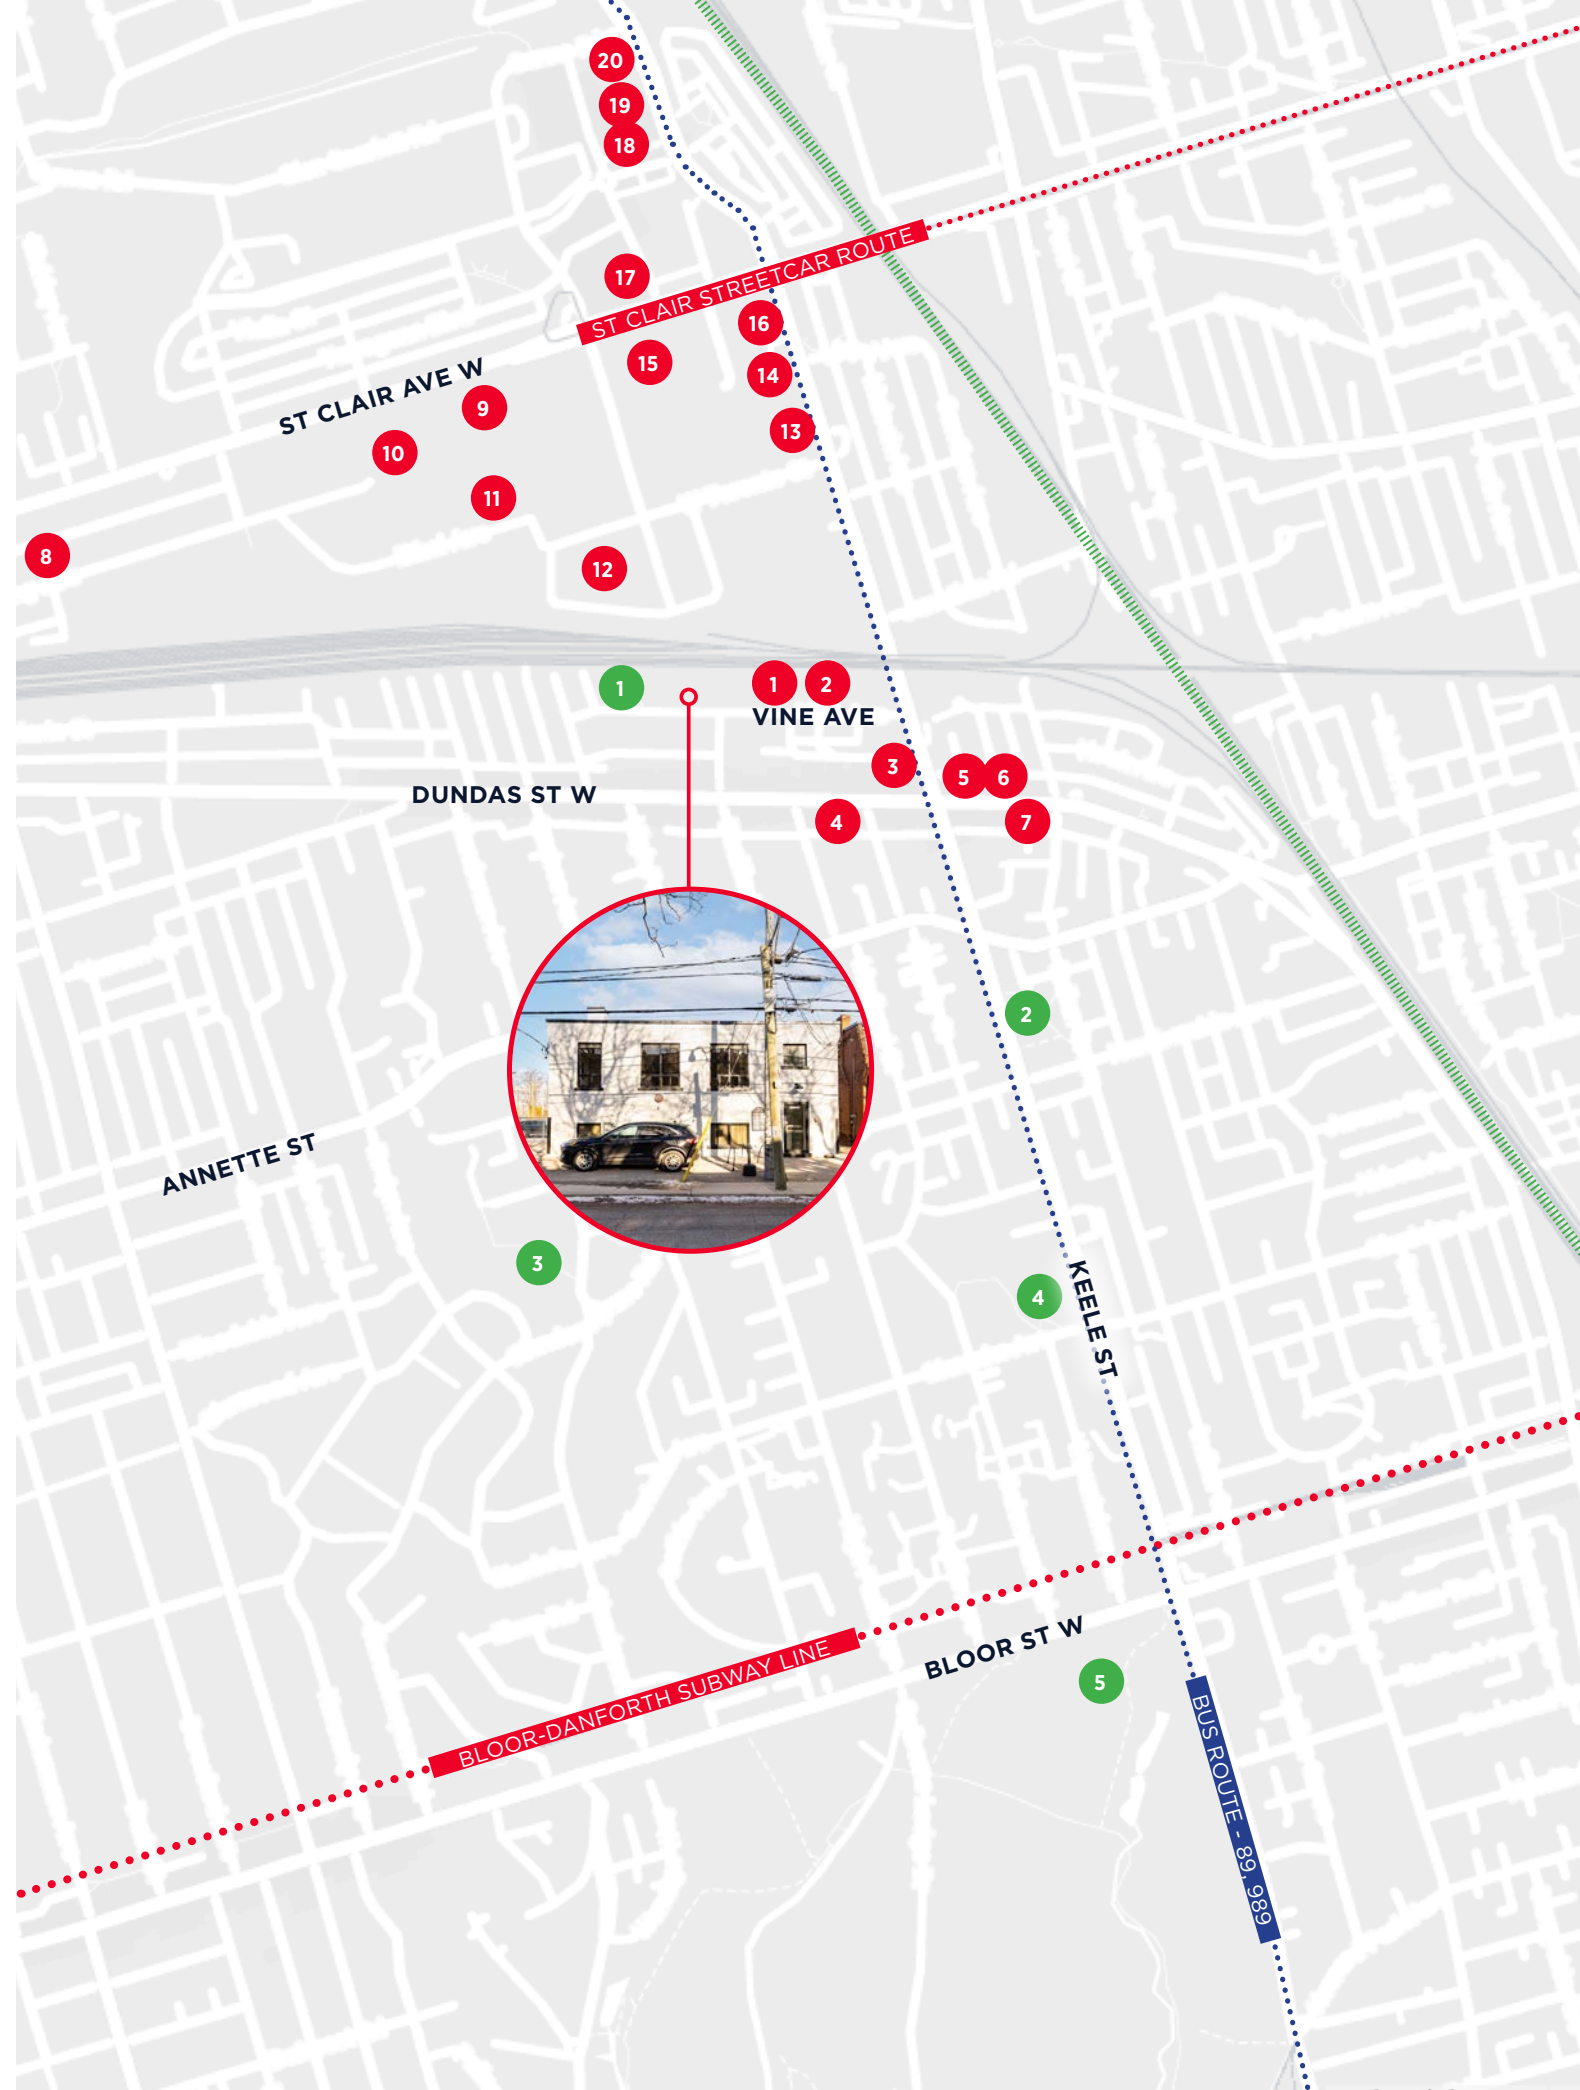 20
19
18
17
ST CLAIR STREETCAR ROUTE
16
15
14
ST CLAIR AVE W
9
13
10
11
8
12
1
1
2
VINE AVE
3
5
6
DUNDAS ST W
4
7
2
ANNETTE ST
3
4
KEELE ST
BLOOR ST W
BLOOR-DANFORTH SUBWAY LINE
5
BUS ROUTE - 89, 989